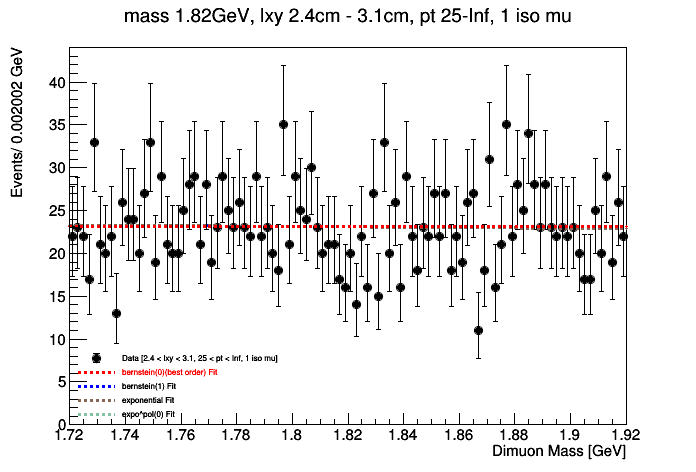 mass 1.82GeV, lxy 2.4cm - 3.1cm, pt 25-Inf, 1 iso mu
Events/ 0.002002 GeV
40
35
30
25
20
15
10
5
0
Data [2.4 < lxy < 3.1, 25 < pt < Inf, 1 iso mu]
bernstein(0)(best order) Fit
bernstein(1) Fit
exponential Fit
expo^pol(0) Fit
1.72 1.74 1.76 1.78 1.8 1.82 1.84 1.86 1.88 1.9 1.92
Dimuon Mass [GeV]